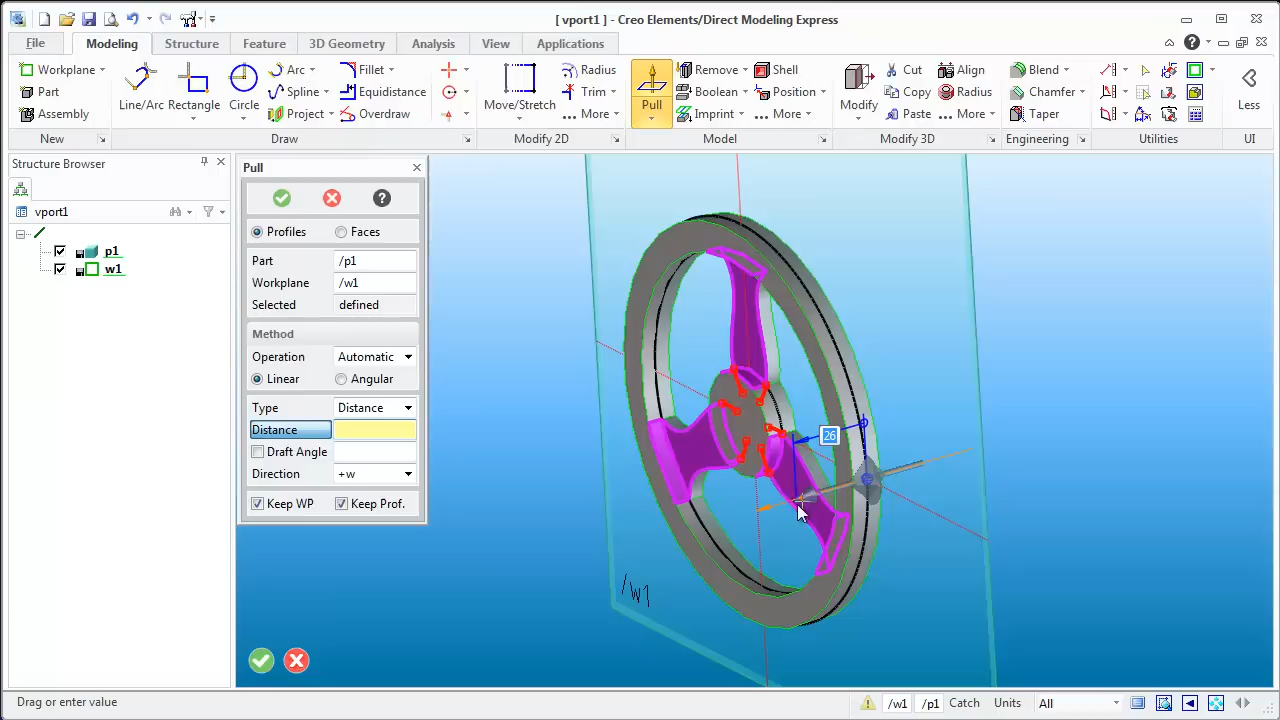 [ vport1 ] - Creo Elements/Direct Modeling Express
File Modeling Structure Feature 3D Geometry Analysis View Applications
Workplane Arc Fillet Radius Remove Shell Cut Align Blend
Part Line/Arc Rectangle Circle Spline Equidistance Move/Stretch Trim Pull Boolean Position Modify Copy Radius Chamfer Less
Assembly Project Overdraw More Imprint More Paste More Taper
New Draw Modify 2D Model Modify 3D Engineering Utilities UI
Structure Browser
vport1
p1
w1
Pull
Profiles Faces
Part /p1
Workplane /w1
Selected defined
Method
Operation Automatic
Linear Angular
Type Distance
Distance
Draft Angle
Direction +w
Keep WP Keep Prof.
26
/w1
Drag or enter value
/w1 /p1 Catch Units All